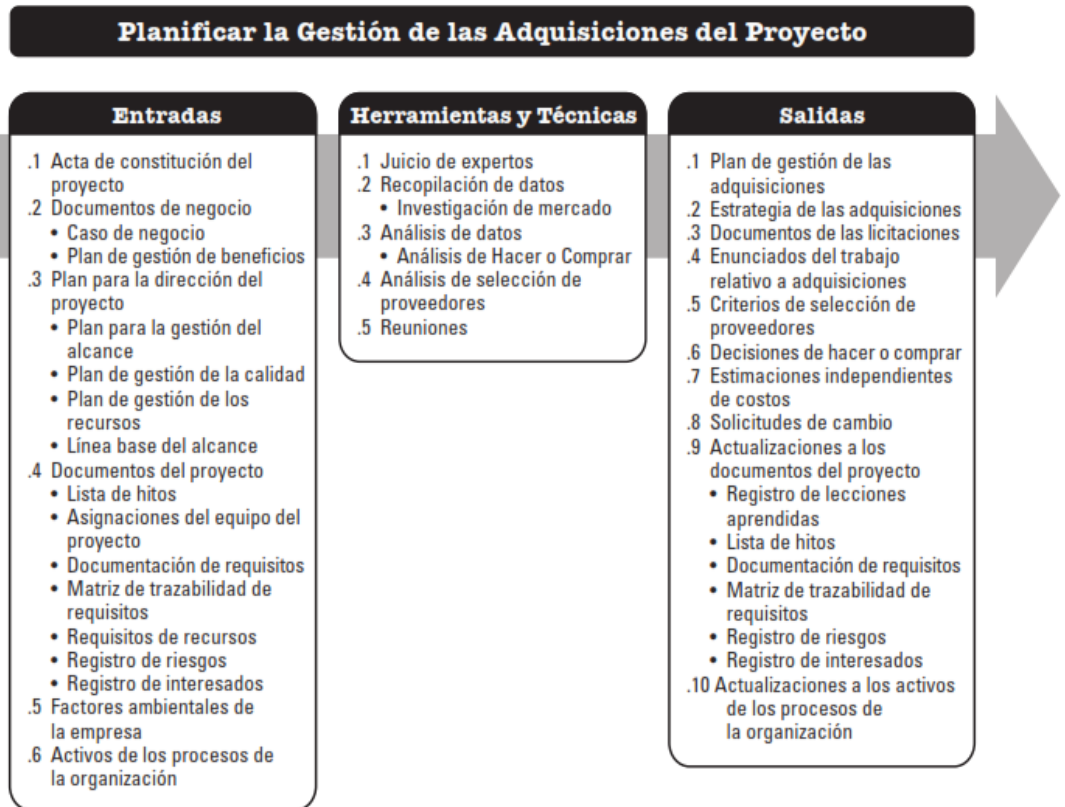 Planificar la Gestión de las Adquisiciones del Proyecto
Entradas
.1 Acta de constitución del
proyecto
.2 Documentos de negocio
• Caso de negocio
• Plan de gestión de beneficios
.3 Plan para la dirección del
proyecto
• Plan para la gestión del
alcance
• Plan de gestión de la calidad
• Plan de gestión de los
recursos
• Línea base del alcance
.4 Documentos del proyecto
• Lista de hitos
• Asignaciones del equipo del
proyecto
• Documentación de requisitos
• Matriz de trazabilidad de
requisitos
• Requisitos de recursos
• Registro de riesgos
• Registro de interesados
.5 Factores ambientales de
la empresa
.6 Activos de los procesos de
la organización
Herramientas y Técnicas
.1 Juicio de expertos
.2 Recopilación de datos
• Investigación de mercado
.3 Análisis de datos
• Análisis de Hacer o Comprar
.4 Análisis de selección de
proveedores
.5 Reuniones
Salidas
.1 Plan de gestión de las
adquisiciones
.2 Estrategia de las adquisiciones
.3 Documentos de las licitaciones
.4 Enunciados del trabajo
relativo a adquisiciones
.5 Criterios de selección de
proveedores
.6 Decisiones de hacer o comprar
.7 Estimaciones independientes
de costos
.8 Solicitudes de cambio
.9 Actualizaciones a los
documentos del proyecto
• Registro de lecciones
aprendidas
• Lista de hitos
• Documentación de requisitos
• Matriz de trazabilidad de
requisitos
• Registro de riesgos
• Registro de interesados
.10 Actualizaciones a los activos
de los procesos de
la organización